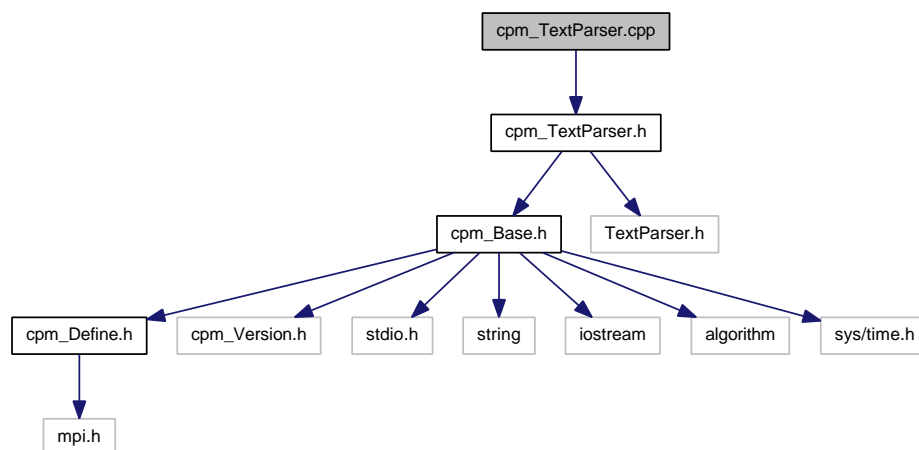 cpm_TextParser.cpp
cpm_TextParser.h
cpm_Base.h
TextParser.h
cpm_Define.h
cpm_Version.h
stdio.h
string
iostream
algorithm
sys/time.h
mpi.h